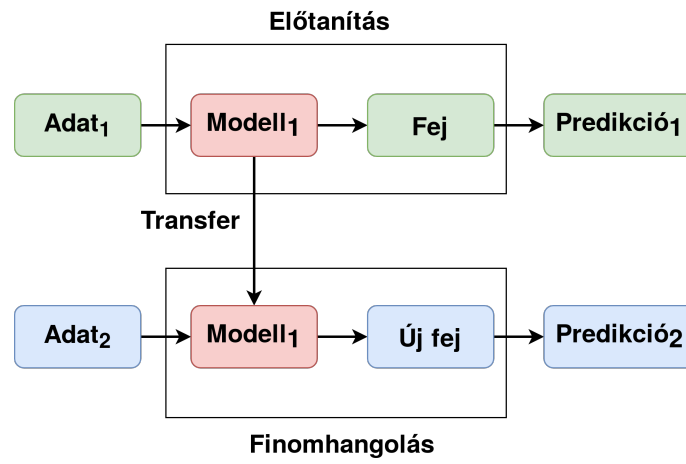 Előtanítás
Adat₁
Modell₁
Fej
Predikció₁
Transfer
Adat₂
Modell₁
Új fej
Predikció₂
Finomhangolás